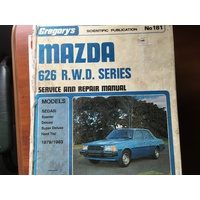 Gregory's
SCIENTIFIC PUBLICATION
No 181
MAZDA
626 R.W.D. SERIES
SERVICE AND REPAIR MANUAL
MODELS
SEDAN
Special
Deluxe
Super Deluxe
Hard Top
1979/1983